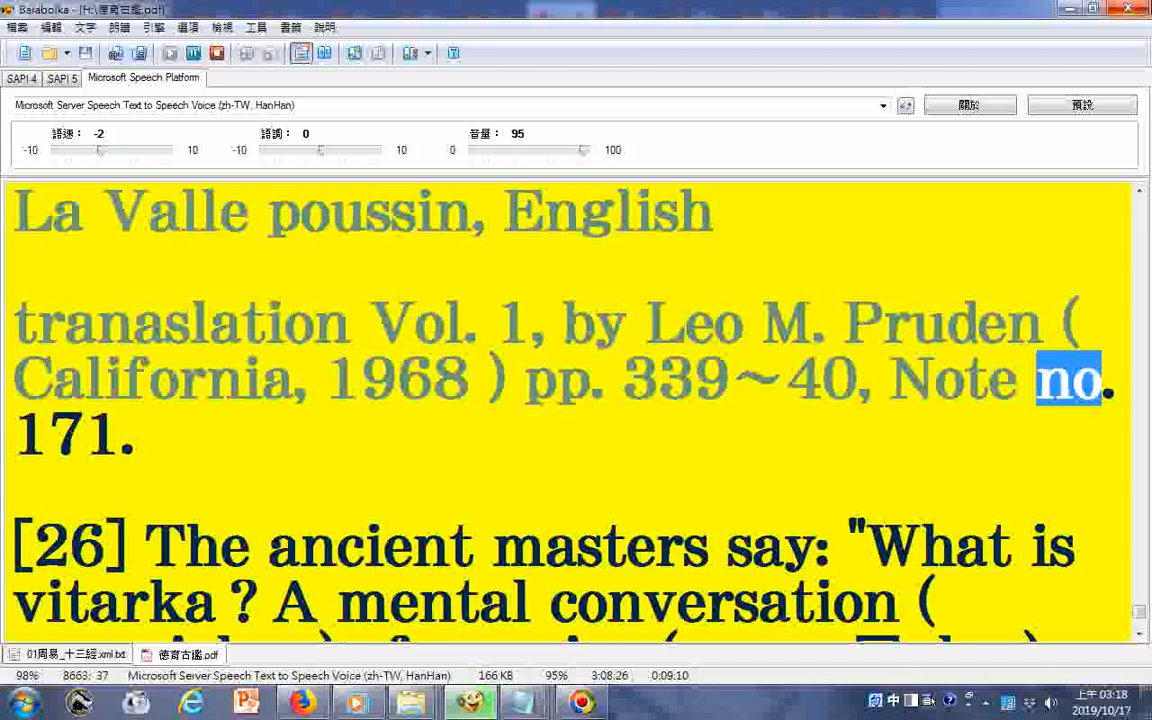 Balabolka - [H:\德育古鑑.pdf]
檔案 編輯 文字 朗讀 引擎 選項 檢視 工具 書籤 說明
SAPI 4 SAPI 5 Microsoft Speech Platform
Microsoft Server Speech Text to Speech Voice (zh-TW, HanHan) 關於 預設
語速： -2 語調： 0 音量： 95
-10 10 -10 10 0 100
La Valle poussin, English
tranaslation Vol. 1, by Leo M. Pruden (
California, 1968 ) pp. 339～40, Note no.
171.
[26] The ancient masters say: "What is
vitarka？A mental conversation (
01周易_十三經.xml.txt 德育古鑑.pdf
98% 8663: 37 Microsoft Server Speech Text to Speech Voice (zh-TW, HanHan) 166 KB 95% 3:08.26 0:09.10
中 上午 03:18
2019/10/17